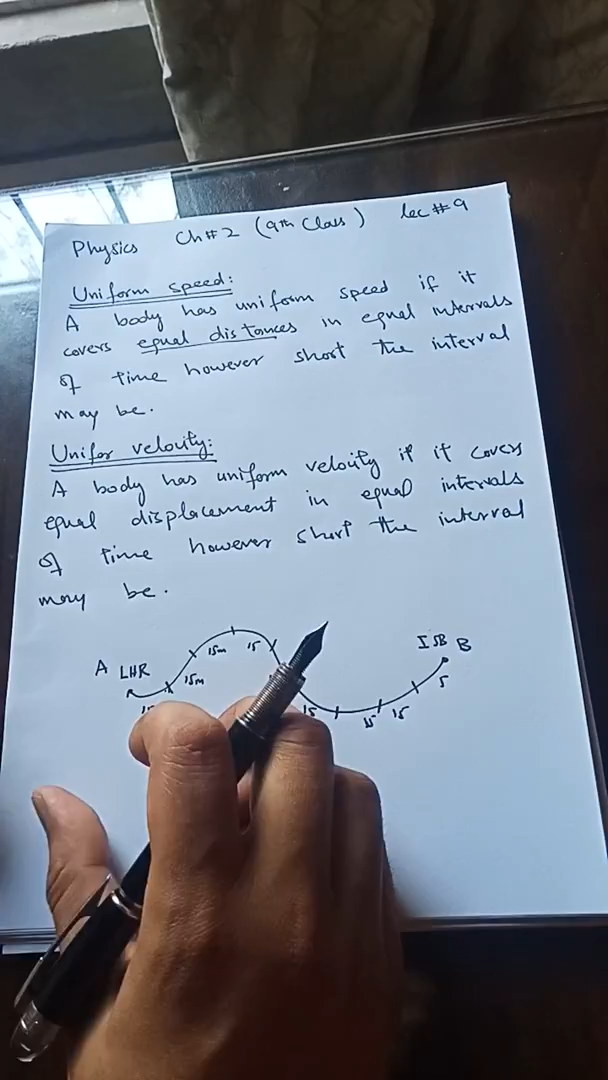 Physics Ch#2 (9th Class) lec#9
Uniform speed:
A body has uniform speed if it
covers equal distances in equal intervals
of time however short the interval
may be.
Unifor velocity:
A body has uniform velocity if it covers
equal displacement in equal intervals
of time however short the interval
may be.
A LHR 15m 15m 15 ISB B
15 15 15 5